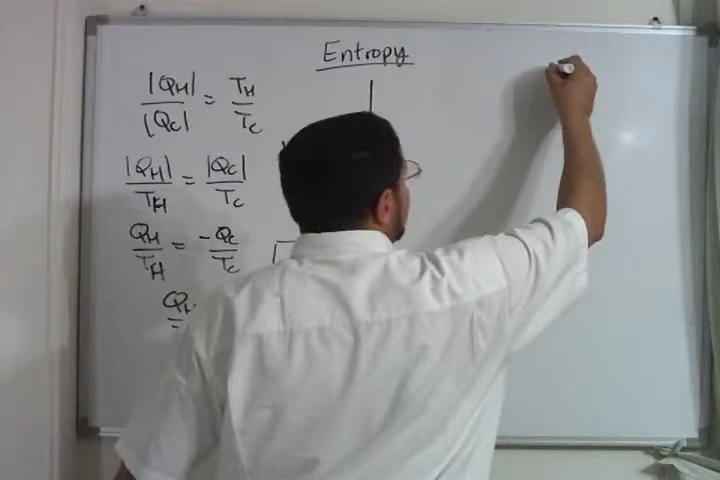 Entropy
|QH| / |QC| = TH / TC
|QH| / TH = |QC| / TC
QH / TH = -QC / TC
QH